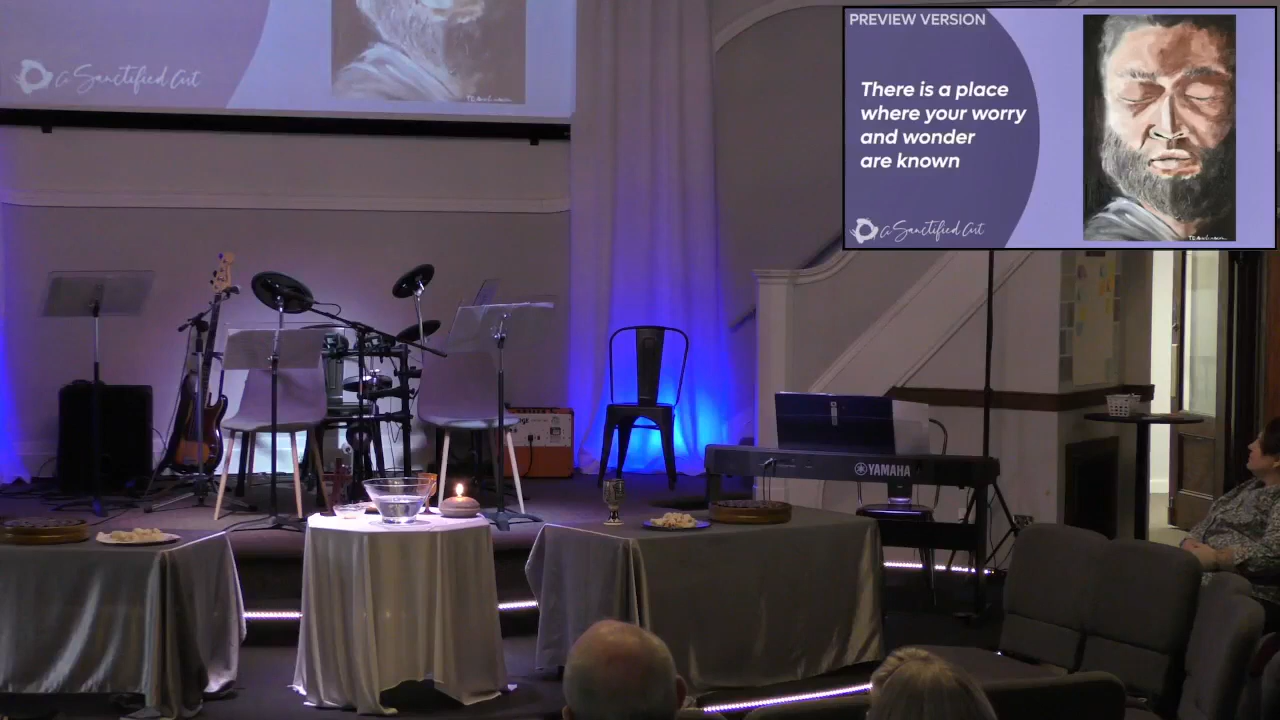 a Sanctified Art
PREVIEW VERSION
There is a place
where your worry
and wonder
are known
a Sanctified Art
YAMAHA